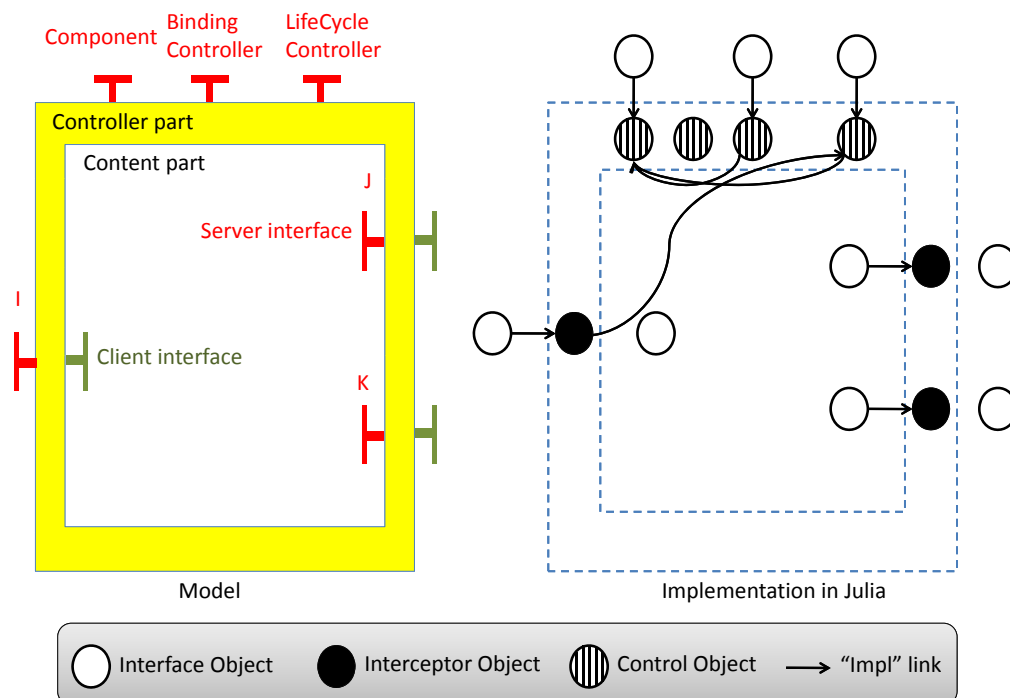 Component
Binding
Controller
LifeCycle
Controller
Controller part
Content part
J
Server interface
I
Client interface
K
Model
Implementation in Julia
Interface Object
Interceptor Object
Control Object
“Impl” link